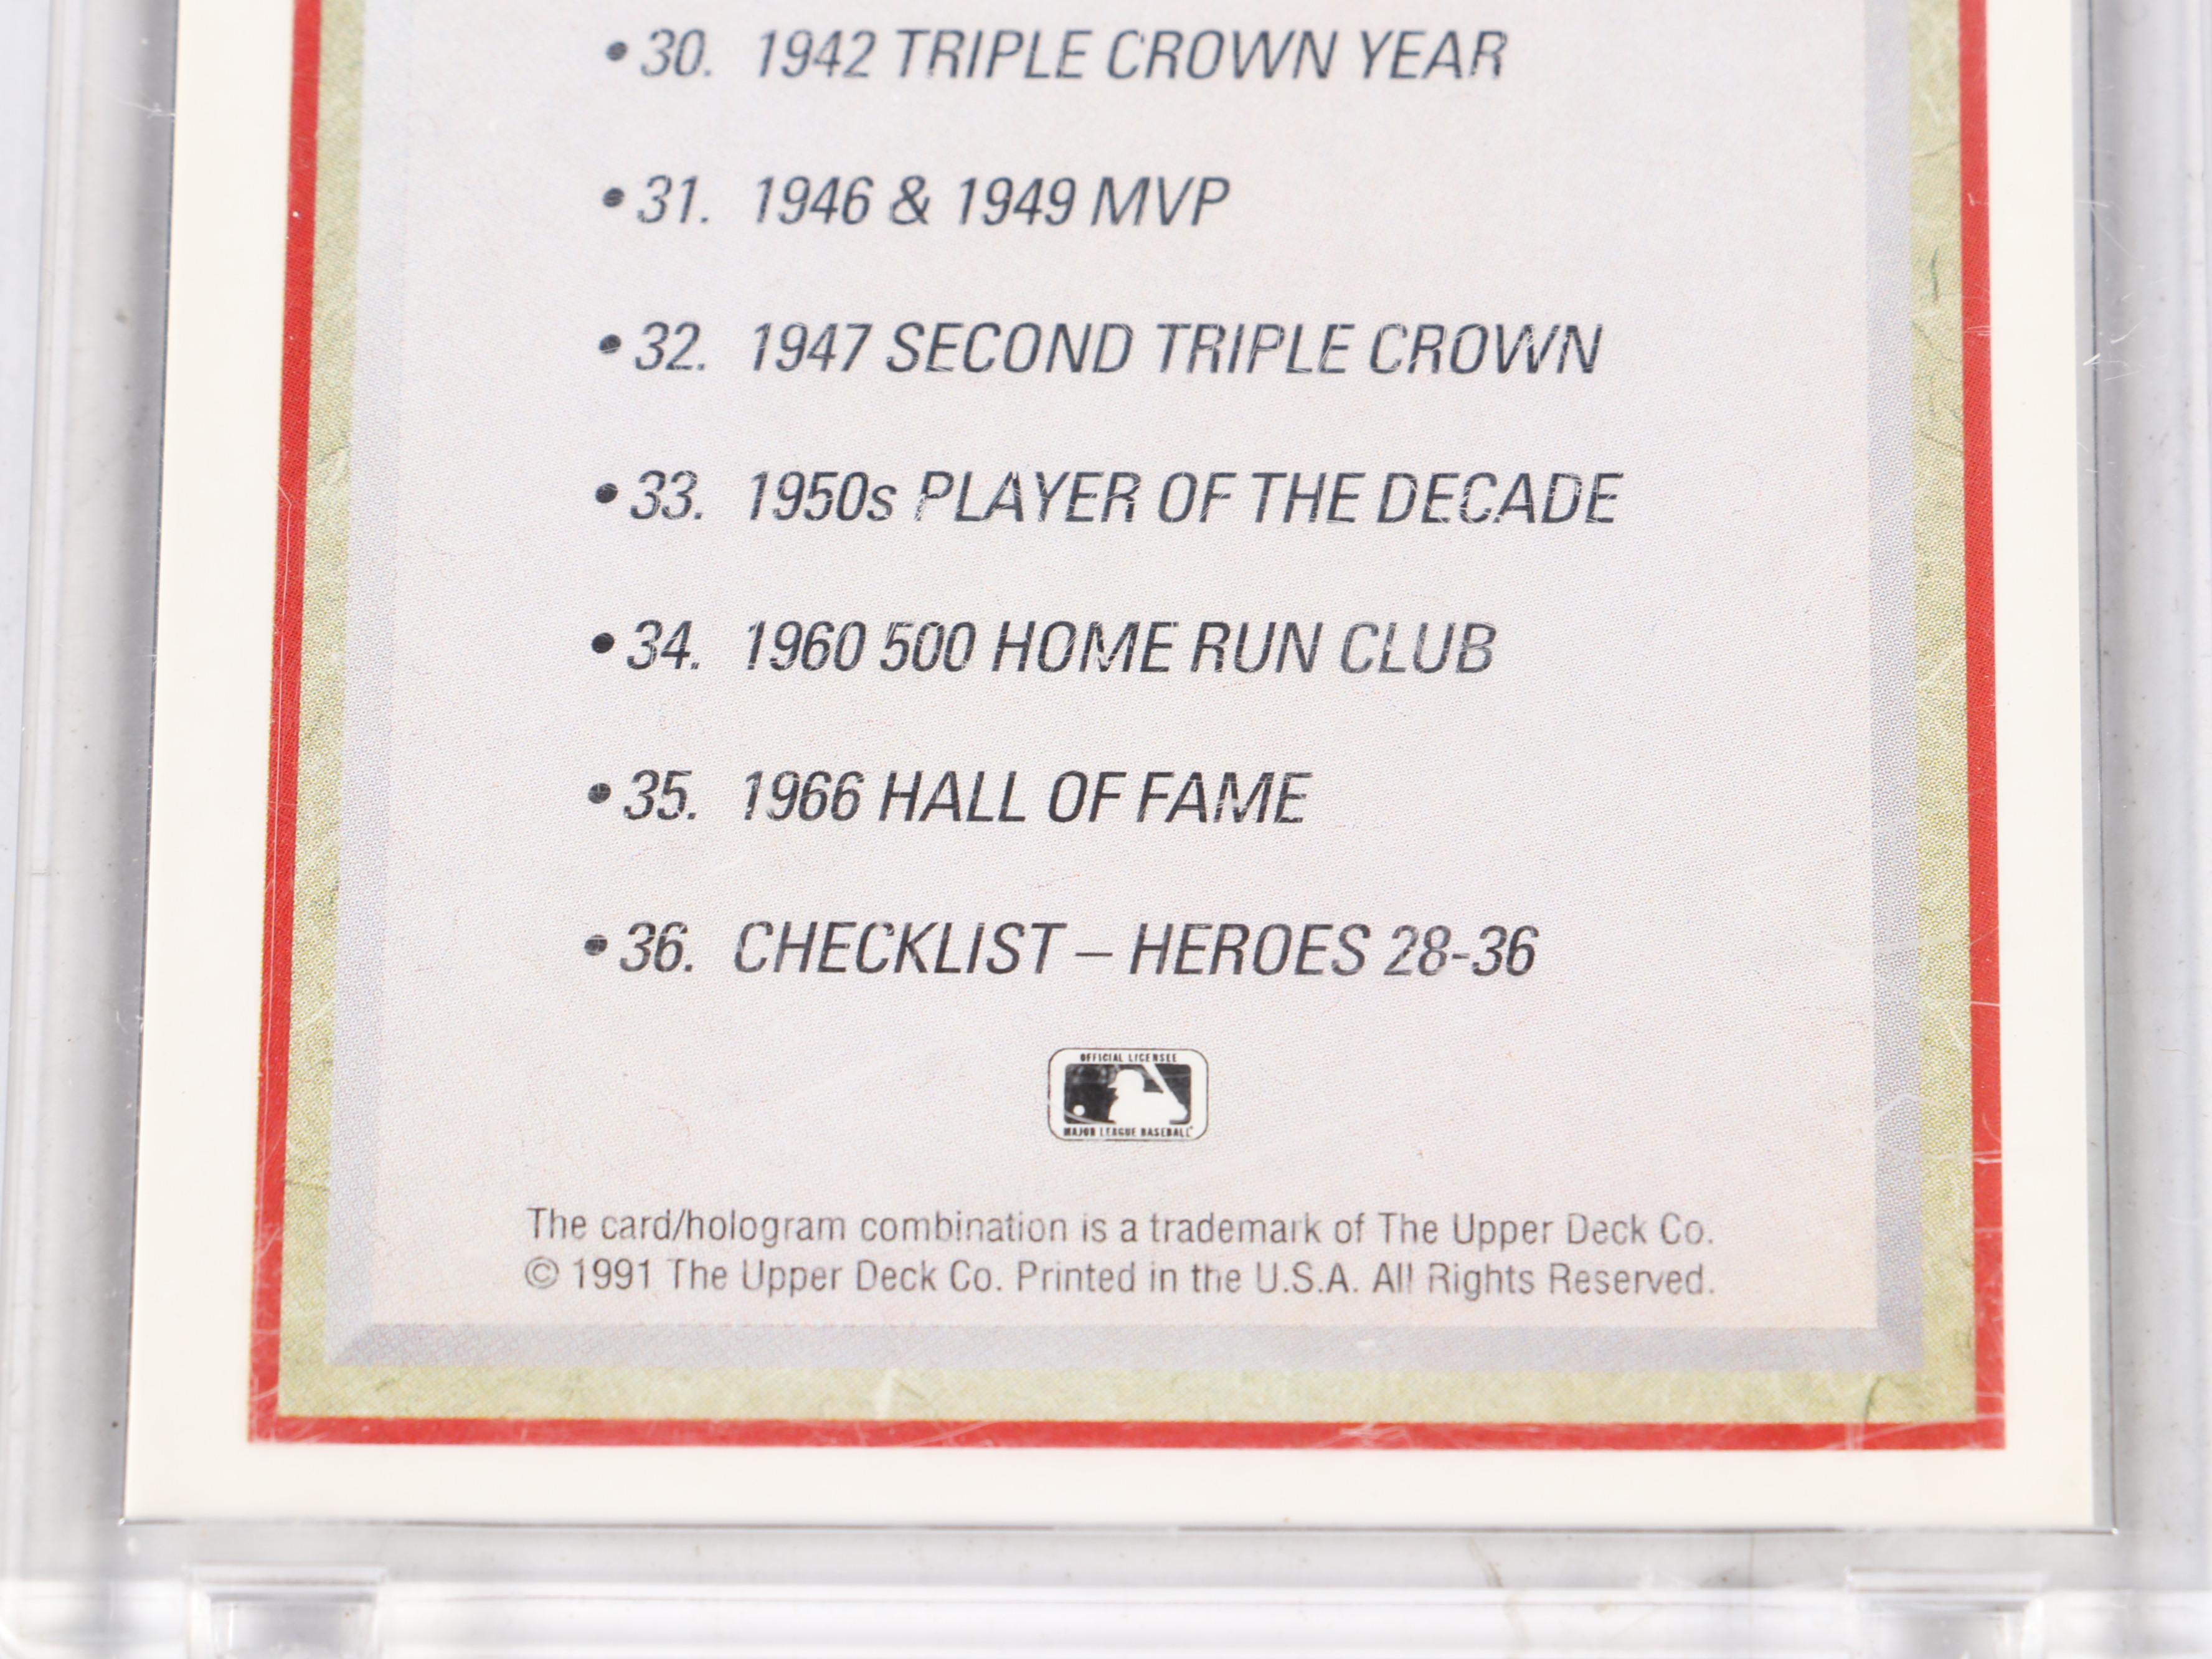 •30. 1942 TRIPLE CROWN YEAR
•31. 1946 & 1949 MVP
•32. 1947 SECOND TRIPLE CROWN
•33. 1950s PLAYER OF THE DECADE
•34. 1960 500 HOME RUN CLUB
•35. 1966 HALL OF FAME
•36. CHECKLIST – HEROES 28-36
OFFICIAL LICENSEE
MAJOR LEAGUE BASEBALL
The card/hologram combination is a trademark of The Upper Deck Co.
© 1991 The Upper Deck Co. Printed in the U.S.A. All Rights Reserved.